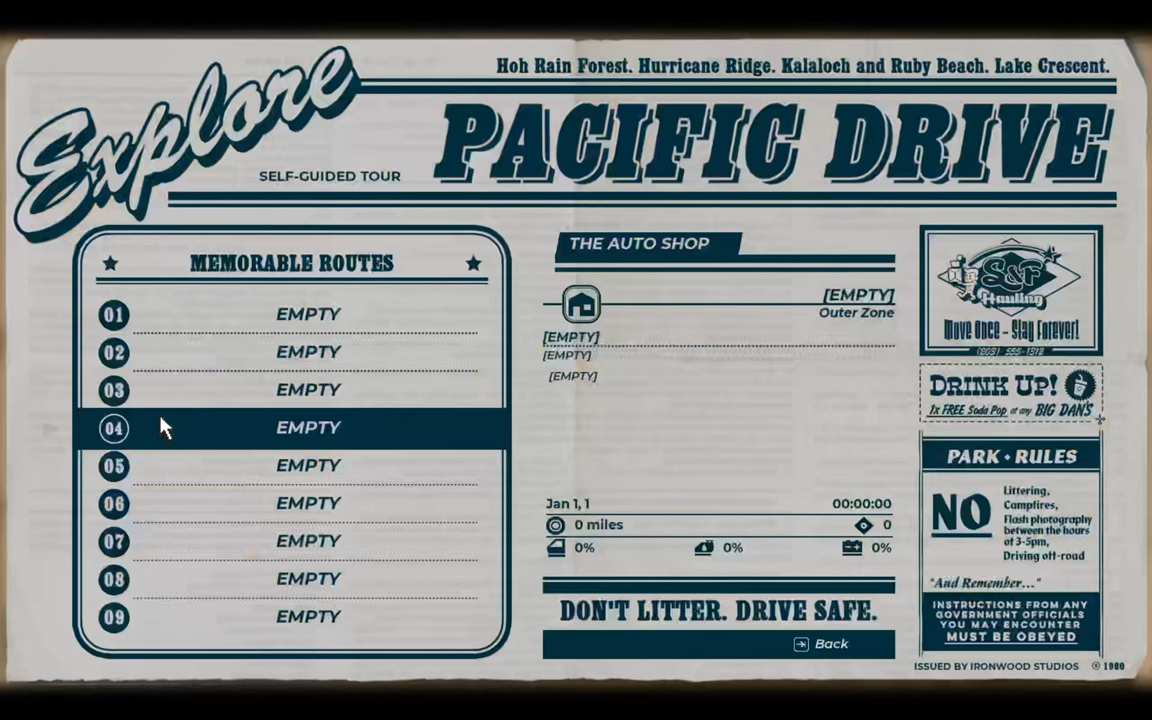 Explore
Hoh Rain Forest. Hurricane Ridge. Kalaloch and Ruby Beach. Lake Crescent.
SELF-GUIDED TOUR
PACIFIC DRIVE
MEMORABLE ROUTES
01 EMPTY
02 EMPTY
03 EMPTY
04 EMPTY
05 EMPTY
06 EMPTY
07 EMPTY
08 EMPTY
09 EMPTY
THE AUTO SHOP
[EMPTY]
Outer Zone
[EMPTY]
[EMPTY]
[EMPTY]
Jan 1, 1 00:00:00
0 miles 0
0% 0% 0%
DON'T LITTER. DRIVE SAFE.
Back
S&F
Hauling
Move Once - Stay Forever!
(203) 555-1312
DRINK UP!
1x FREE Soda Pop at any BIG DAN'S
PARK • RULES
NO
Littering,
Campfires,
Flash photography
between the hours
of 3-5pm,
Driving off-road
"And Remember..."
INSTRUCTIONS FROM ANY
GOVERNMENT OFFICIALS
YOU MAY ENCOUNTER
MUST BE OBEYED
ISSUED BY IRONWOOD STUDIOS © 1980